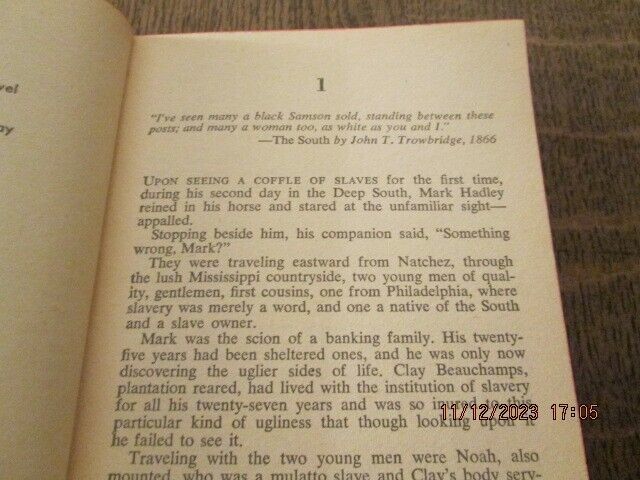 1
"I've seen many a black Samson sold, standing between these
posts; and many a woman too, as white as you and I."
—The South by John T. Trowbridge, 1866
UPON SEEING A COFFLE OF SLAVES for the first time,
during his second day in the Deep South, Mark Hadley
reined in his horse and stared at the unfamiliar sight—
appalled.
Stopping beside him, his companion said, "Something
wrong, Mark?"
They were traveling eastward from Natchez, through
the lush Mississippi countryside, two young men of qual-
ity, gentlemen, first cousins, one from Philadelphia, where
slavery was merely a word, and one a native of the South
and a slave owner.
Mark was the scion of a banking family. His twenty-
five years had been sheltered ones, and he was only now
discovering the uglier sides of life. Clay Beauchamps,
plantation reared, had lived with the institution of slavery
for all his twenty-seven years and was so inured to this
particular kind of ugliness that though looking upon it
he failed to see it.
Traveling with the two young men were Noah, also
mounted, who was a mulatto slave and Clay's body serv-
11/12/2023 17:05